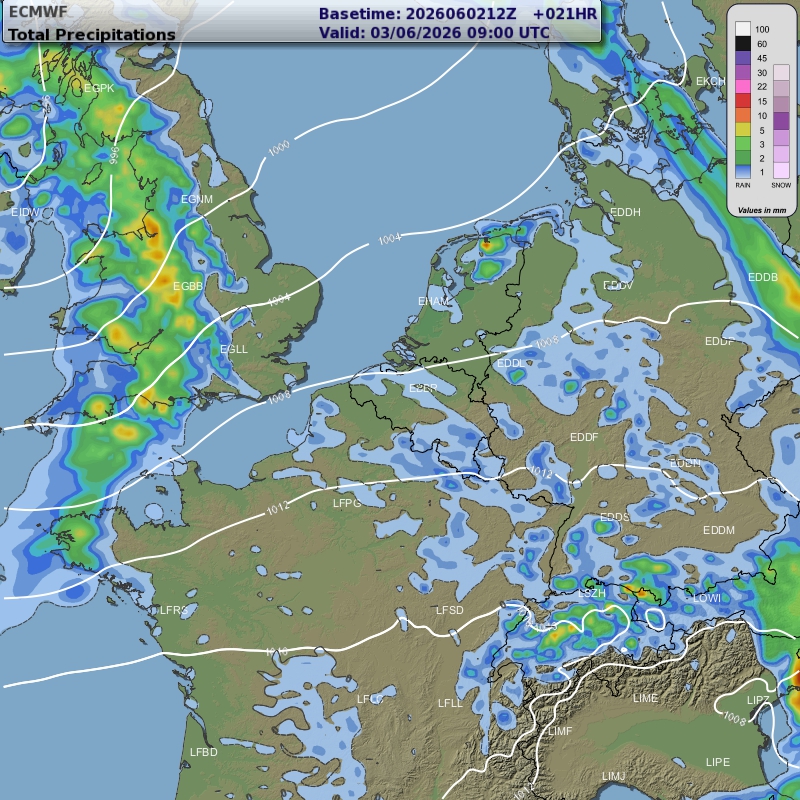 ECMWF
Basetime: 2026060212Z +021HR
Total Precipitations
Valid: 03/06/2026 09:00 UTC
100
60
45
30
22
15
10
5
3
2
1
RAIN SNOW
Values in mm
EKCH
EGPK
996
1000
EGNM
EIDW
EDDH
1004
EDDB
EDDV
EGBB
EHAM
1004
1008
EGLL
EDDP
EDDL
EBBR
1008
EDDF
EDDN
1012
LFPG
1012
EDDS
EDDM
LSZH
LOWI
LFRS
LFSD
1016
LIME
LIPZ
LFLL
1008
LIMF
LFBD
LIPE
LIMJ
1012